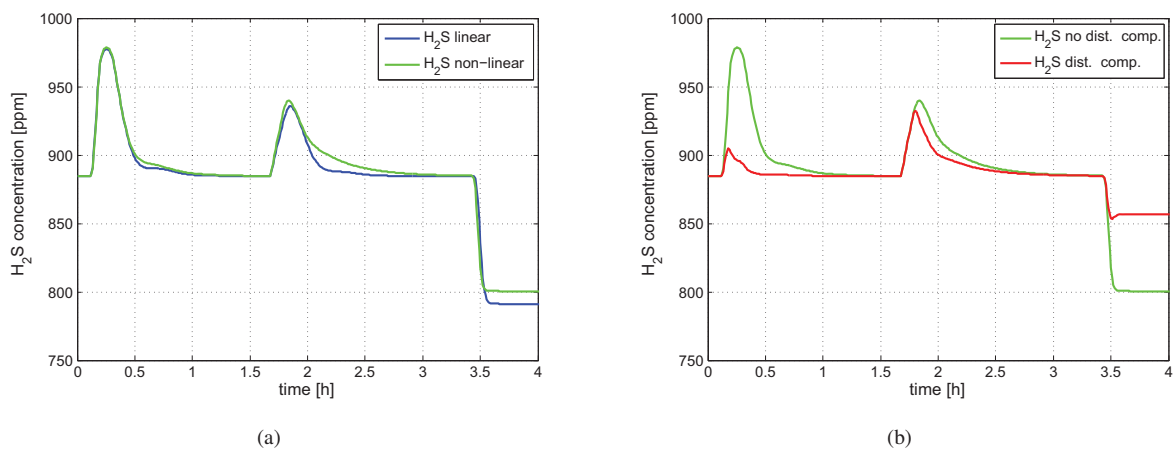 1000
950
900
850
800
750
H2S concentration [ppm]
0 0.5 1 1.5 2 2.5 3 3.5 4
time [h]
H2S linear
H2S non−linear
(a)
1000
950
900
850
800
750
H2S concentration [ppm]
0 0.5 1 1.5 2 2.5 3 3.5 4
time [h]
H2S no dist. comp.
H2S dist. comp.
(b)